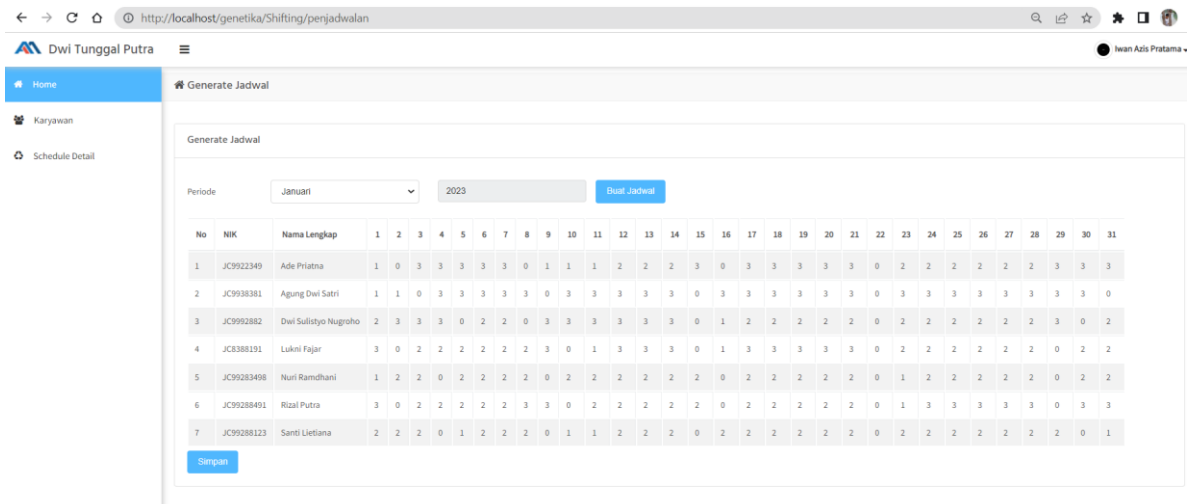 http://localhost/genetika/Shifting/penjadwalan
Dwi Tunggal Putra
Iwan Azis Pratama
Home
Generate Jadwal
Karyawan
Schedule Detail
Generate Jadwal
Periode Januari 2023 Buat Jadwal
No NIK Nama Lengkap 1 2 3 4 5 6 7 8 9 10 11 12 13 14 15 16 17 18 19 20 21 22 23 24 25 26 27 28 29 30 31
1 JC9922349 Ade Priatna 1 0 3 3 3 3 3 0 1 1 1 2 2 2 3 0 3 3 3 3 3 0 2 2 2 2 2 2 3 3 3
2 JC9938381 Agung Dwi Satri 1 1 0 3 3 3 3 3 0 3 3 3 3 3 0 3 3 3 3 3 3 0 3 3 3 3 3 3 3 3 0
3 JC9992882 Dwi Sulistyo Nugroho 2 3 3 3 0 2 2 0 3 3 3 3 3 3 0 1 2 2 2 2 2 0 2 2 2 2 2 2 3 0 2
4 JC8388191 Lukni Fajar 3 0 2 2 2 2 2 2 3 0 1 3 3 3 0 1 3 3 3 3 3 0 2 2 2 2 2 2 0 2 2
5 JC99283498 Nuri Ramdhani 1 2 2 0 2 2 2 2 0 2 2 2 2 2 2 0 2 2 2 2 2 0 1 2 2 2 2 2 0 2 2
6 JC99288491 Rizal Putra 3 0 2 2 2 2 2 3 3 0 2 2 2 2 2 0 2 2 2 2 2 0 1 3 3 3 3 3 0 3 3
7 JC99288123 Santi Lietiana 2 2 2 0 1 2 2 2 0 1 1 2 2 2 0 2 2 2 2 2 2 0 2 2 2 2 2 2 2 0 1
Simpan